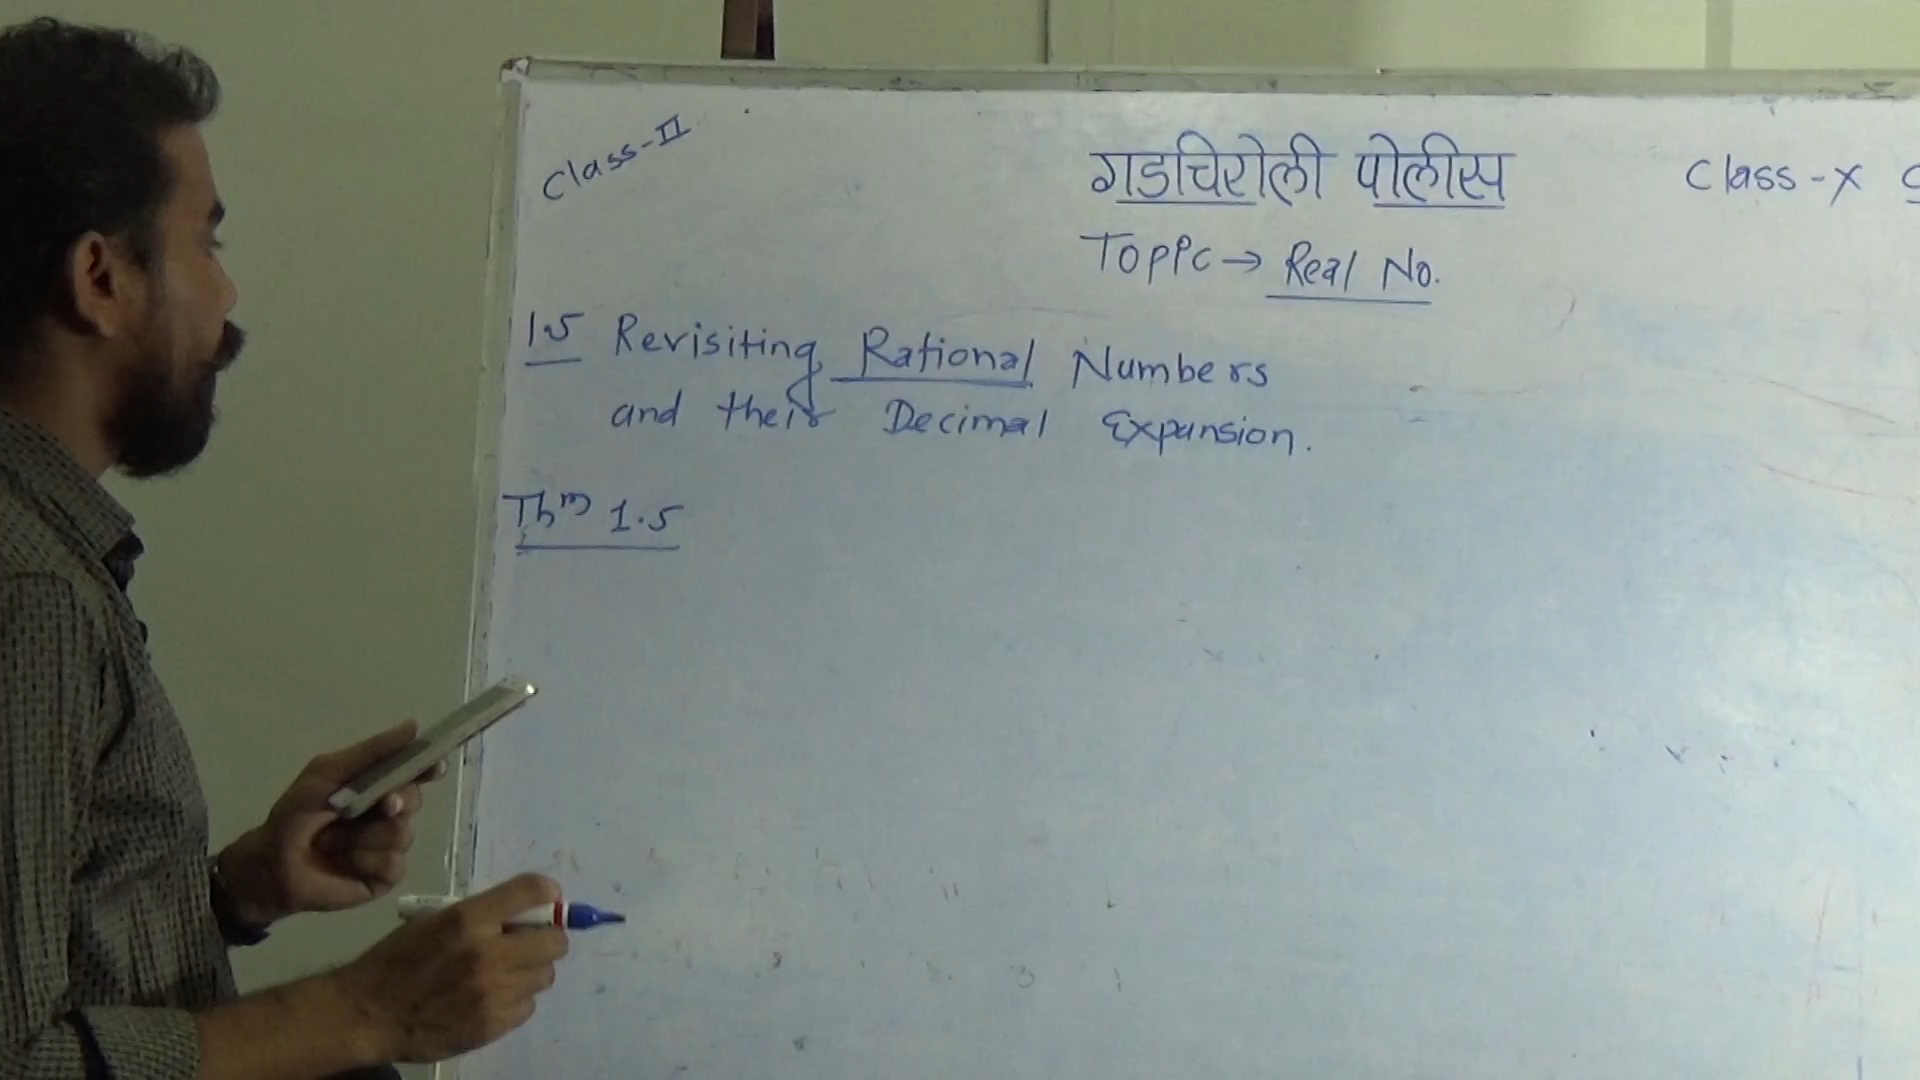 Class-II
गडचिरोली पोलीस
Class-X
Topic → Real No.
1.5 Revisiting Rational Numbers
and their Decimal Expansion.
Thm 1.5